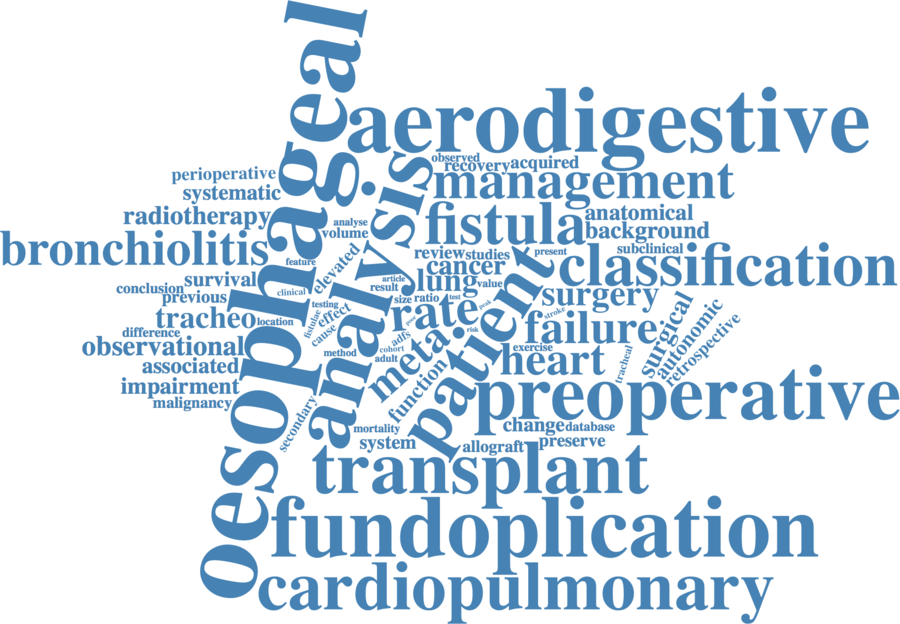 oesophageal
aerodigestive
observed
recovery
acquired
perioperative
systematic
management
radiotherapy
analyse
volume
analysis
fistula
anatomical
background
bronchiolitis
feature
elevated
review
studies
present
subclinical
cancer
classification
survival
clinical
article
result
lung
value
conclusion
previous
size
ratio
test
peak
surgery
tracheo
location
testing
fistulae
effect
cause
rate
risk
stroke
surgical
autonomic
retrospective
difference
observational
method
adfs
cohort
adult
meta
patient
failure
exercise
heart
tracheal
associated
impairment
malignancy
function
preoperative
secondary
mortality
system
change
database
allograft
preserve
transplant
fundoplication
cardiopulmonary